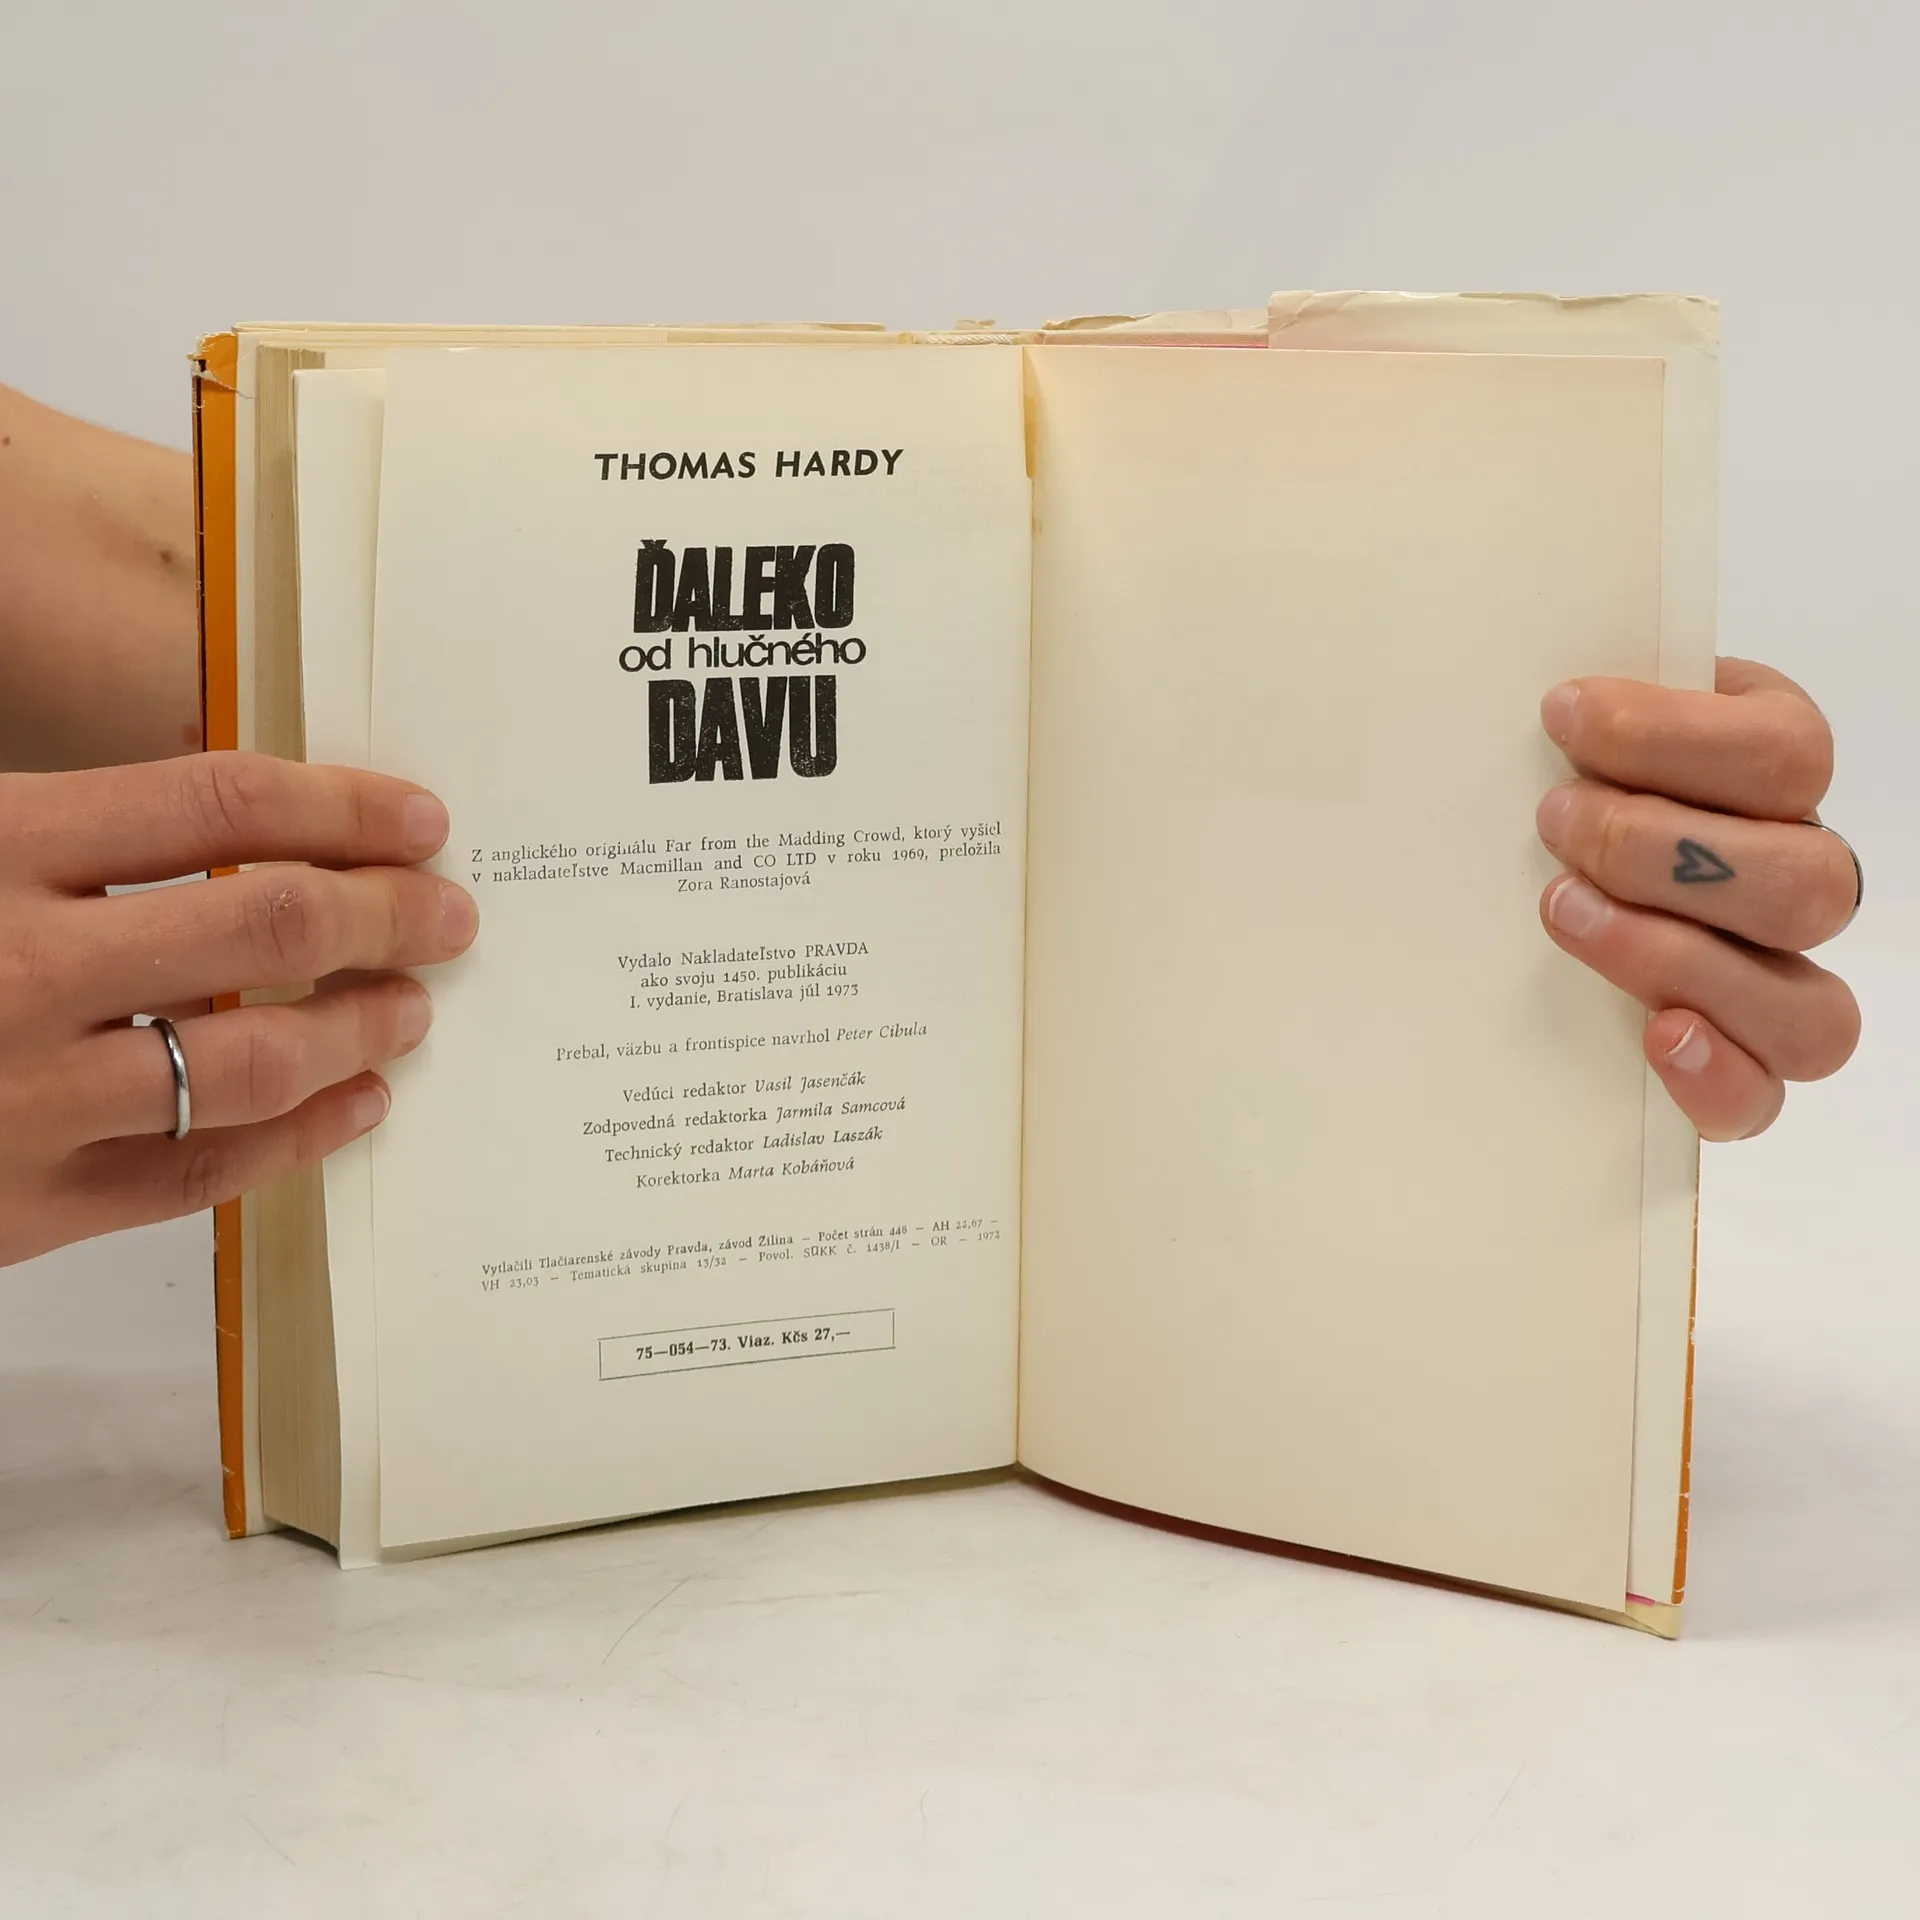 THOMAS HARDY
ĎALEKO
od hlučného
DAVU
Z anglického originálu Far from the Madding Crowd, ktorý vyšiel
v nakladateľstve Macmillan and CO LTD v roku 1969, preložila
Zora Ranostajová
Vydalo Nakladateľstvo PRAVDA
ako svoju 1450. publikáciu
I. vydanie, Bratislava júl 1973
Prebal, väzbu a frontispice navrhol Peter Cibula
Vedúci redaktor Vasil Jasenčák
Zodpovedná redaktorka Jarmila Samcová
Technický redaktor Ladislav Laszák
Korektorka Marta Kobáňová
Vytlačili Tlačiarenské závody Pravda, závod Žilina — Počet strán 448 — AH 22,67 —
VH 23,03 — Tematická skupina 13/32 — Povol. SÚKK č. 1438/I — OR — 1972
75—054—73. Viaz. Kčs 27,—